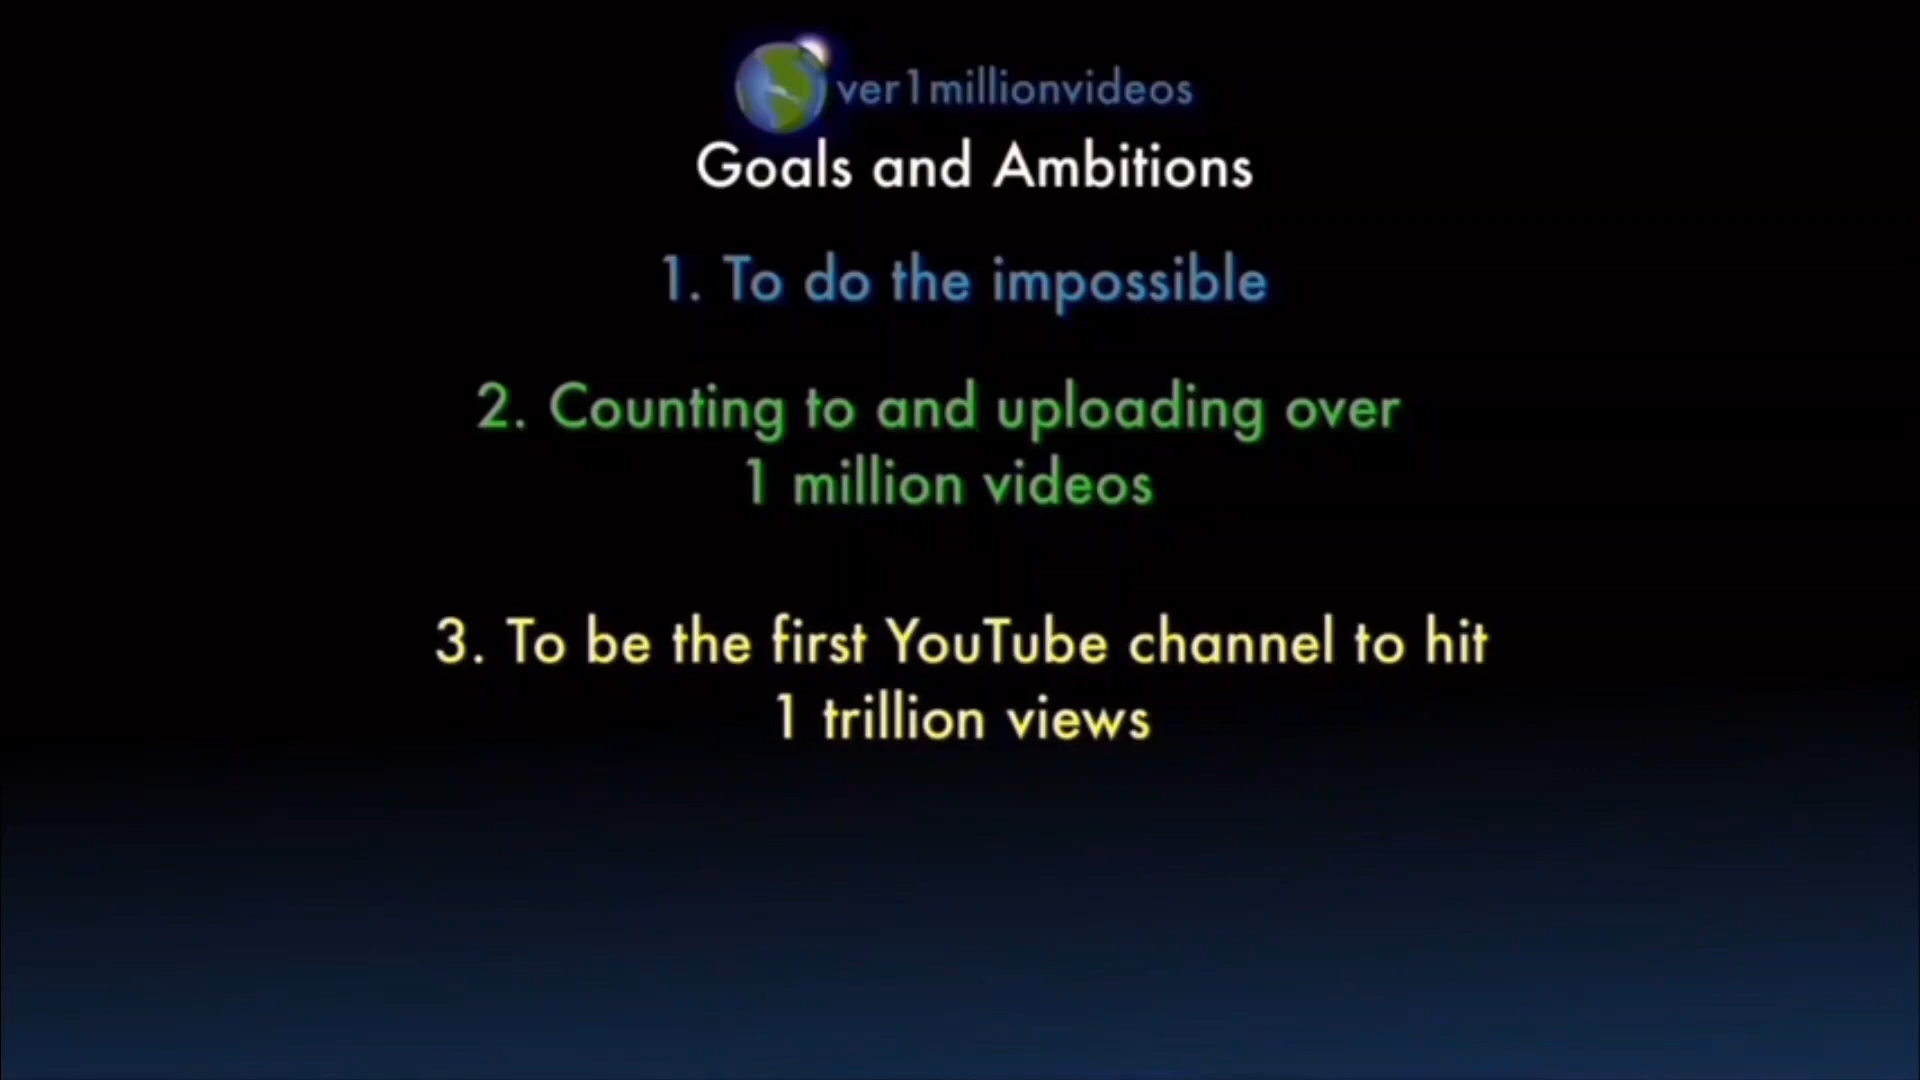 ver1millionvideos
Goals and Ambitions
1. To do the impossible
2. Counting to and uploading over
1 million videos
3. To be the first YouTube channel to hit
1 trillion views